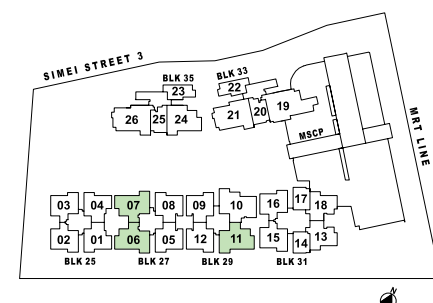 SIMEI STREET 3
BLK 35
BLK 33
23
22
26 25 24
21 20 19
MSCP
MRT LINE
03 04 07 08 09 10 16 17 18
02 01 06 05 12 11 15 14 13
BLK 25 BLK 27 BLK 29 BLK 31
N